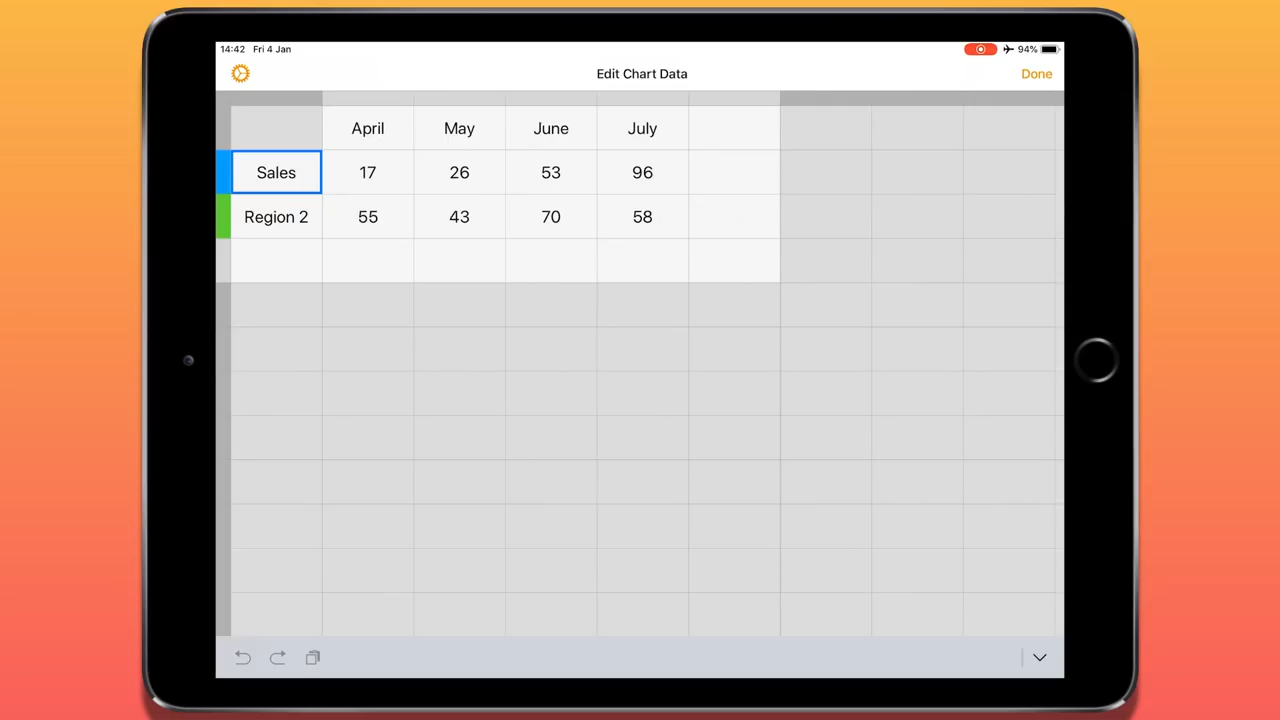 14:42 Fri 4 Jan 94%
Edit Chart Data Done
April May June July
Sales 17 26 53 96
Region 2 55 43 70 58